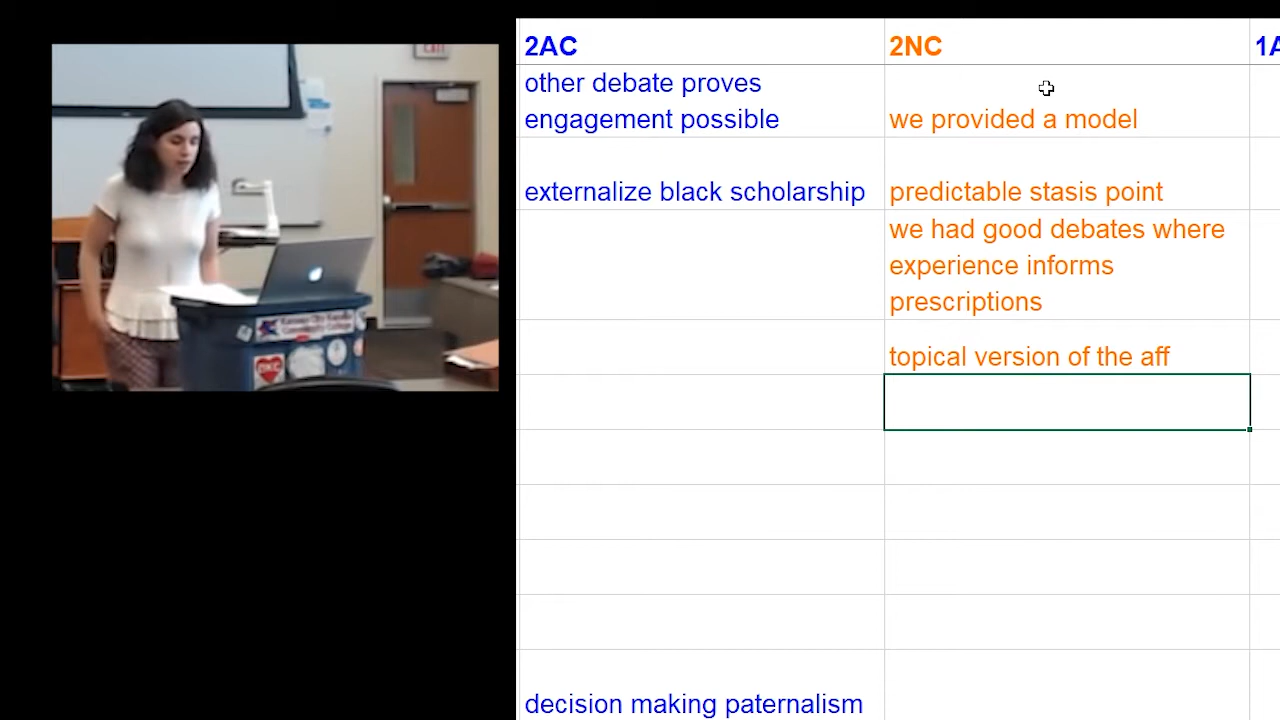 2AC
2NC
1A
other debate proves
engagement possible
we provided a model
externalize black scholarship
predictable stasis point
we had good debates where
experience informs
prescriptions
topical version of the aff
decision making paternalism
EXIT